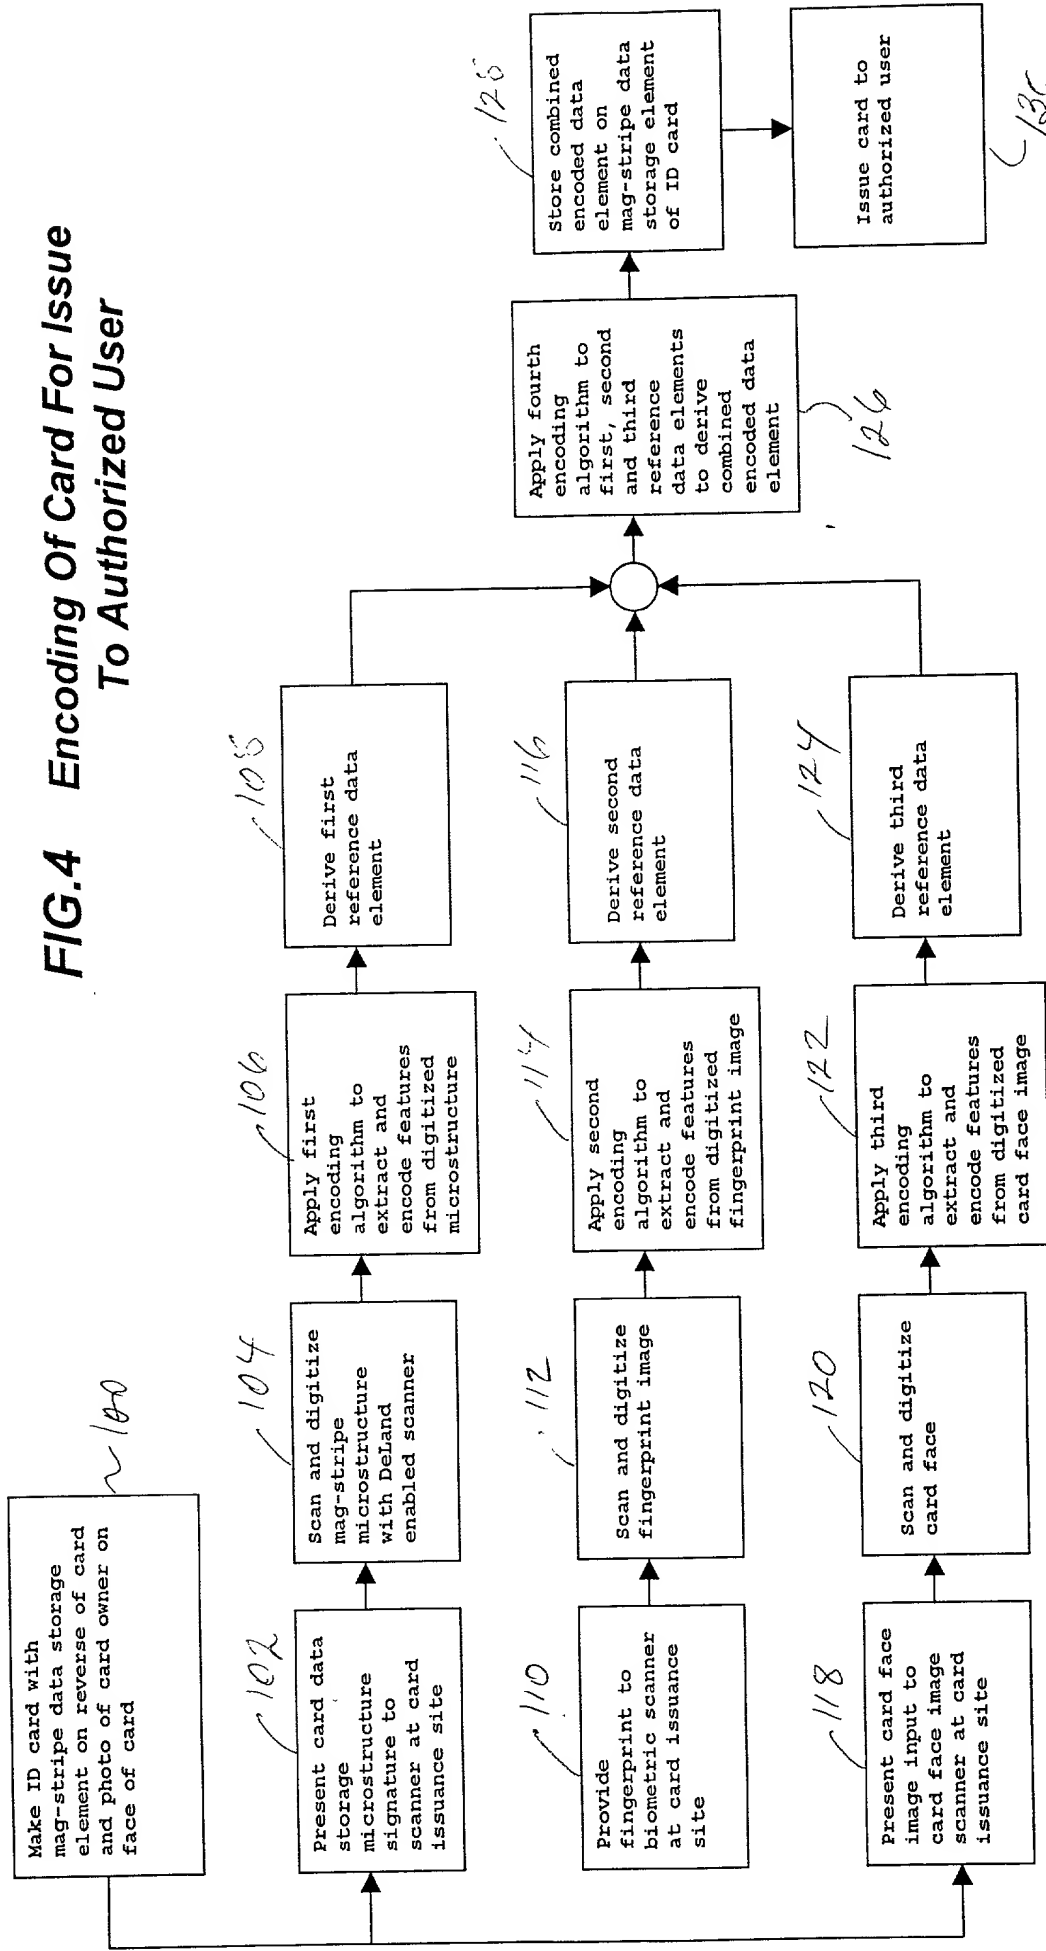 FIG.4 Encoding Of Card For Issue
To Authorized User
Make ID card with
mag-stripe data storage
element on reverse of card
and photo of card owner on
face of card
100
102
Present card data
storage
microstructure
signature to
scanner at card
issuance site
104
Scan and digitize
mag-stripe
microstructure
with DeLand
enabled scanner
106
Apply first
encoding
algorithm to
extract and
encode features
from digitized
microstructure
108
Derive first
reference data
element
110
Provide
fingerprint to
biometric scanner
at card issuance
site
112
Scan and digitize
fingerprint image
114
Apply second
encoding
algorithm to
extract and
encode features
from digitized
fingerprint image
116
Derive second
reference data
element
118
Present card face
image input to
card face image
scanner at card
issuance site
120
Scan and digitize
card face
122
Apply third
encoding
algorithm to
extract and
encode features
from digitized
card face image
124
Derive third
reference data
element
Apply fourth
encoding
algorithm to
first, second
and third
reference
data elements
to derive
combined
encoded data
element
126
128
Store combined
encoded data
element on
mag-stripe data
storage element
of ID card
Issue card to
authorized user